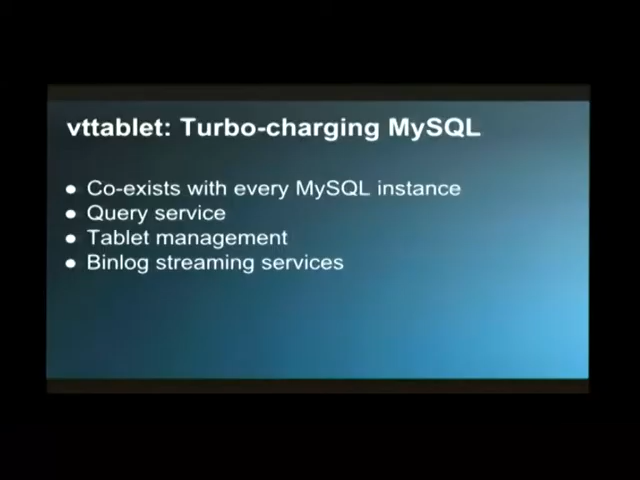 vttablet: Turbo-charging MySQL
● Co-exists with every MySQL instance
● Query service
● Tablet management
● Binlog streaming services